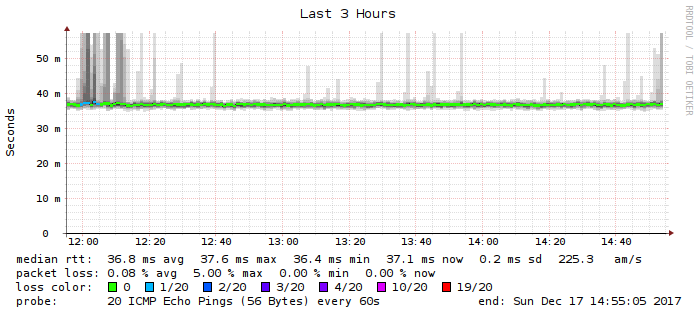 Last 3 Hours
RRDTOOL / TOBI OETIKER
Seconds
50 m
40 m
30 m
20 m
10 m
0
12:00 12:20 12:40 13:00 13:20 13:40 14:00 14:20 14:40
median rtt: 36.8 ms avg 37.6 ms max 36.4 ms min 37.1 ms now 0.2 ms sd 225.3 am/s
packet loss: 0.08 % avg 5.00 % max 0.00 % min 0.00 % now
loss color: 0 1/20 2/20 3/20 4/20 10/20 19/20
probe: 20 ICMP Echo Pings (56 Bytes) every 60s end: Sun Dec 17 14:55:05 2017